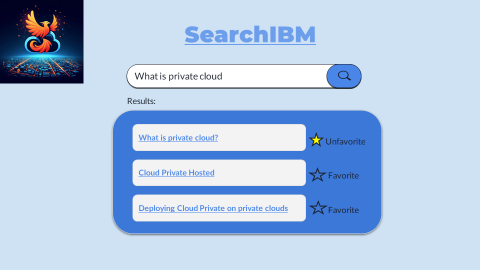 SearchIBM
What is private cloud
Results:
What is private cloud?
Unfavorite
Cloud Private Hosted
Favorite
Deploying Cloud Private on private clouds
Favorite